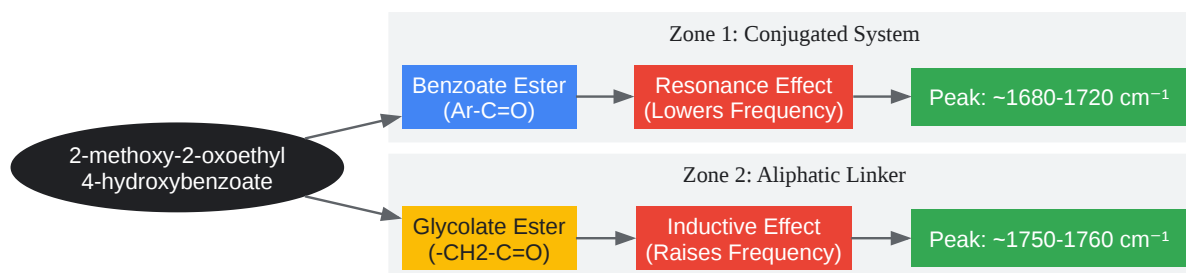 2-methoxy-2-oxoethyl
4-hydroxybenzoate
Zone 1: Conjugated System
Benzoate Ester
(Ar-C=O)
Resonance Effect
(Lowers Frequency)
Peak: ~1680-1720 cm⁻¹
Zone 2: Aliphatic Linker
Glycolate Ester
(-CH2-C=O)
Inductive Effect
(Raises Frequency)
Peak: ~1750-1760 cm⁻¹